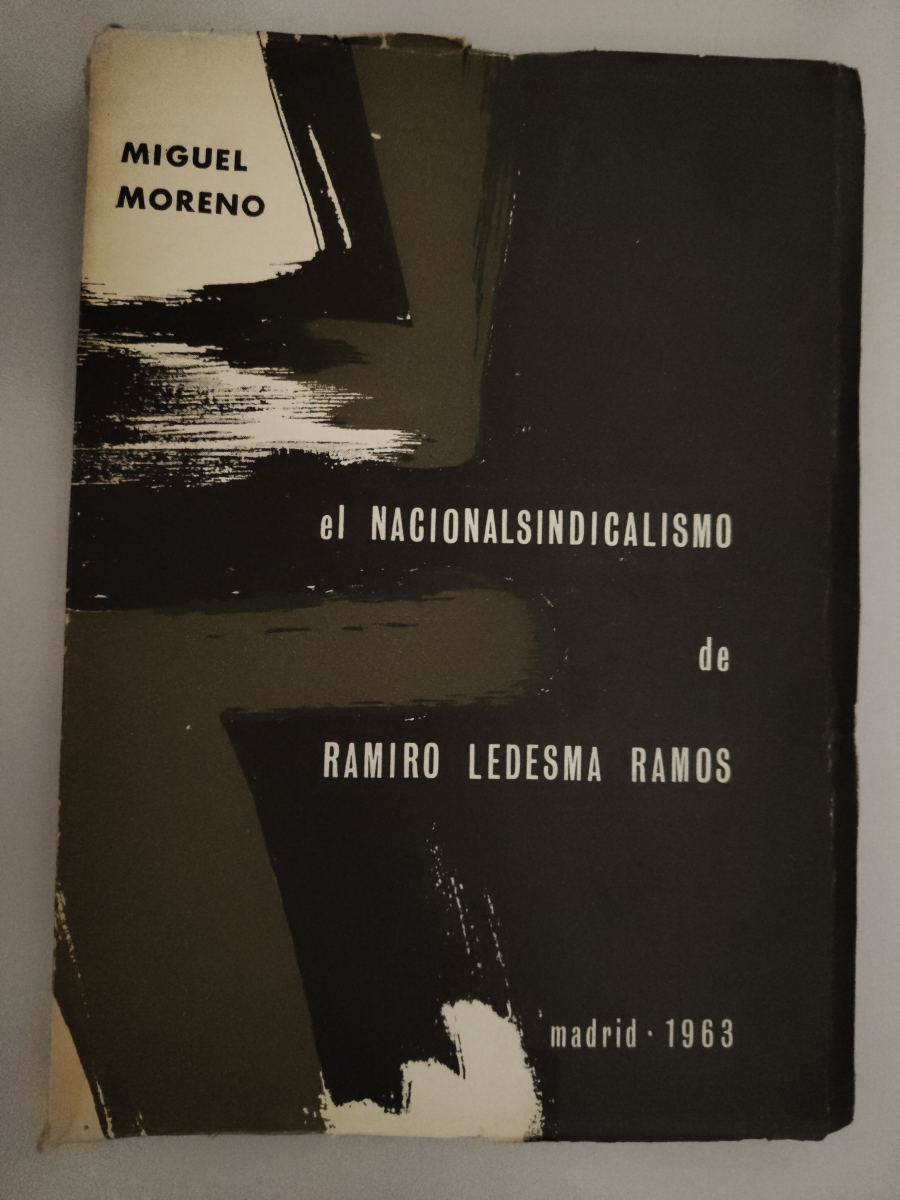 MIGUEL
MORENO
el NACIONALSINDICALISMO
de
RAMIRO LEDESMA RAMOS
madrid · 1963